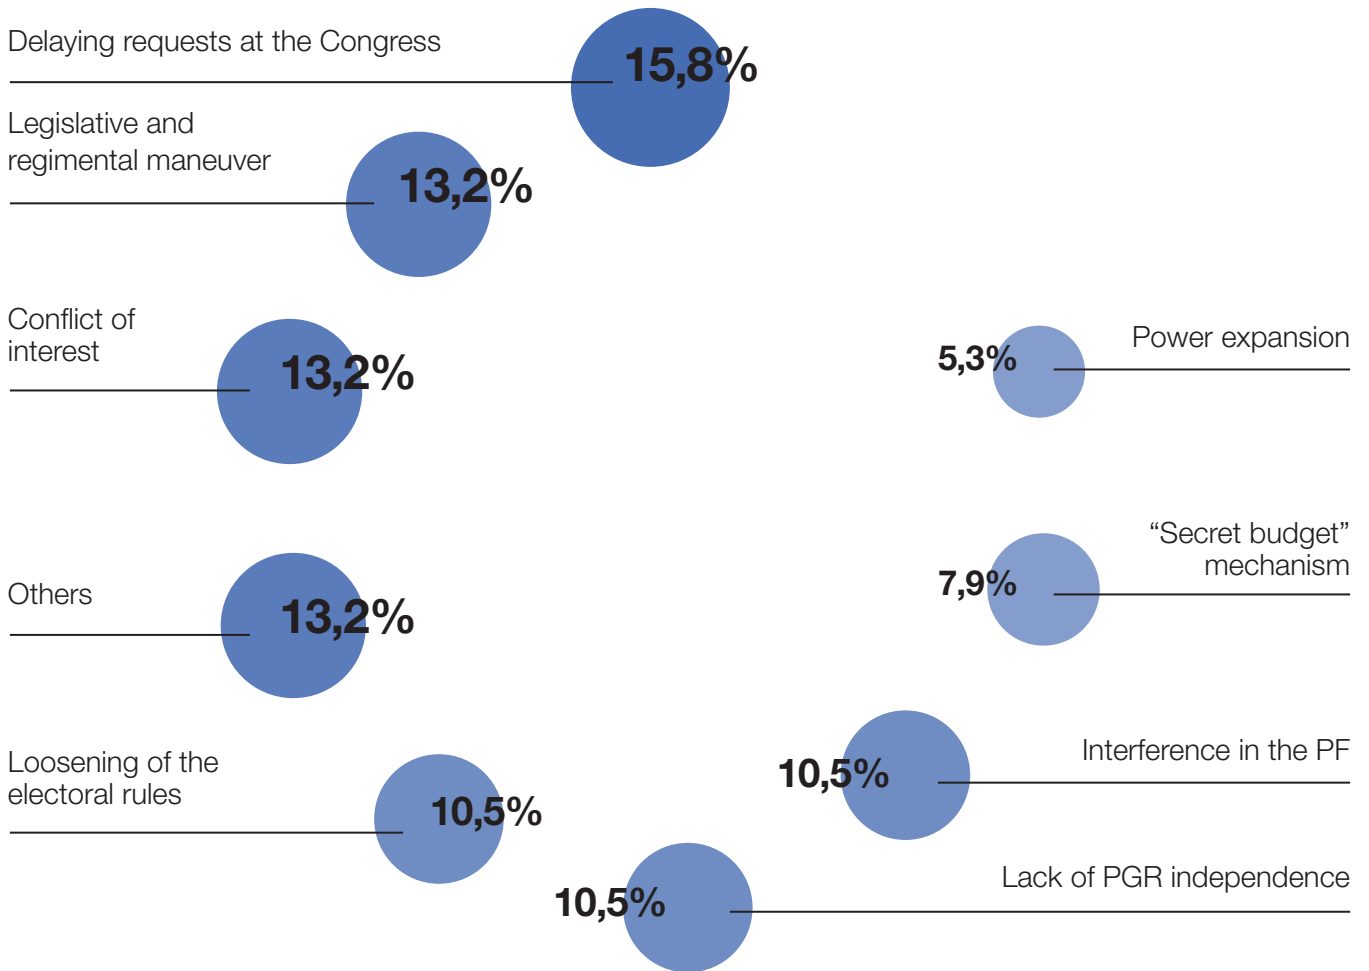 Delaying requests at the Congress
15,8%
Legislative and
regimental maneuver
13,2%
Conflict of
interest
13,2%
Power expansion
5,3%
Others
13,2%
“Secret budget”
mechanism
7,9%
Loosening of the
electoral rules
10,5%
Interference in the PF
10,5%
Lack of PGR independence
10,5%